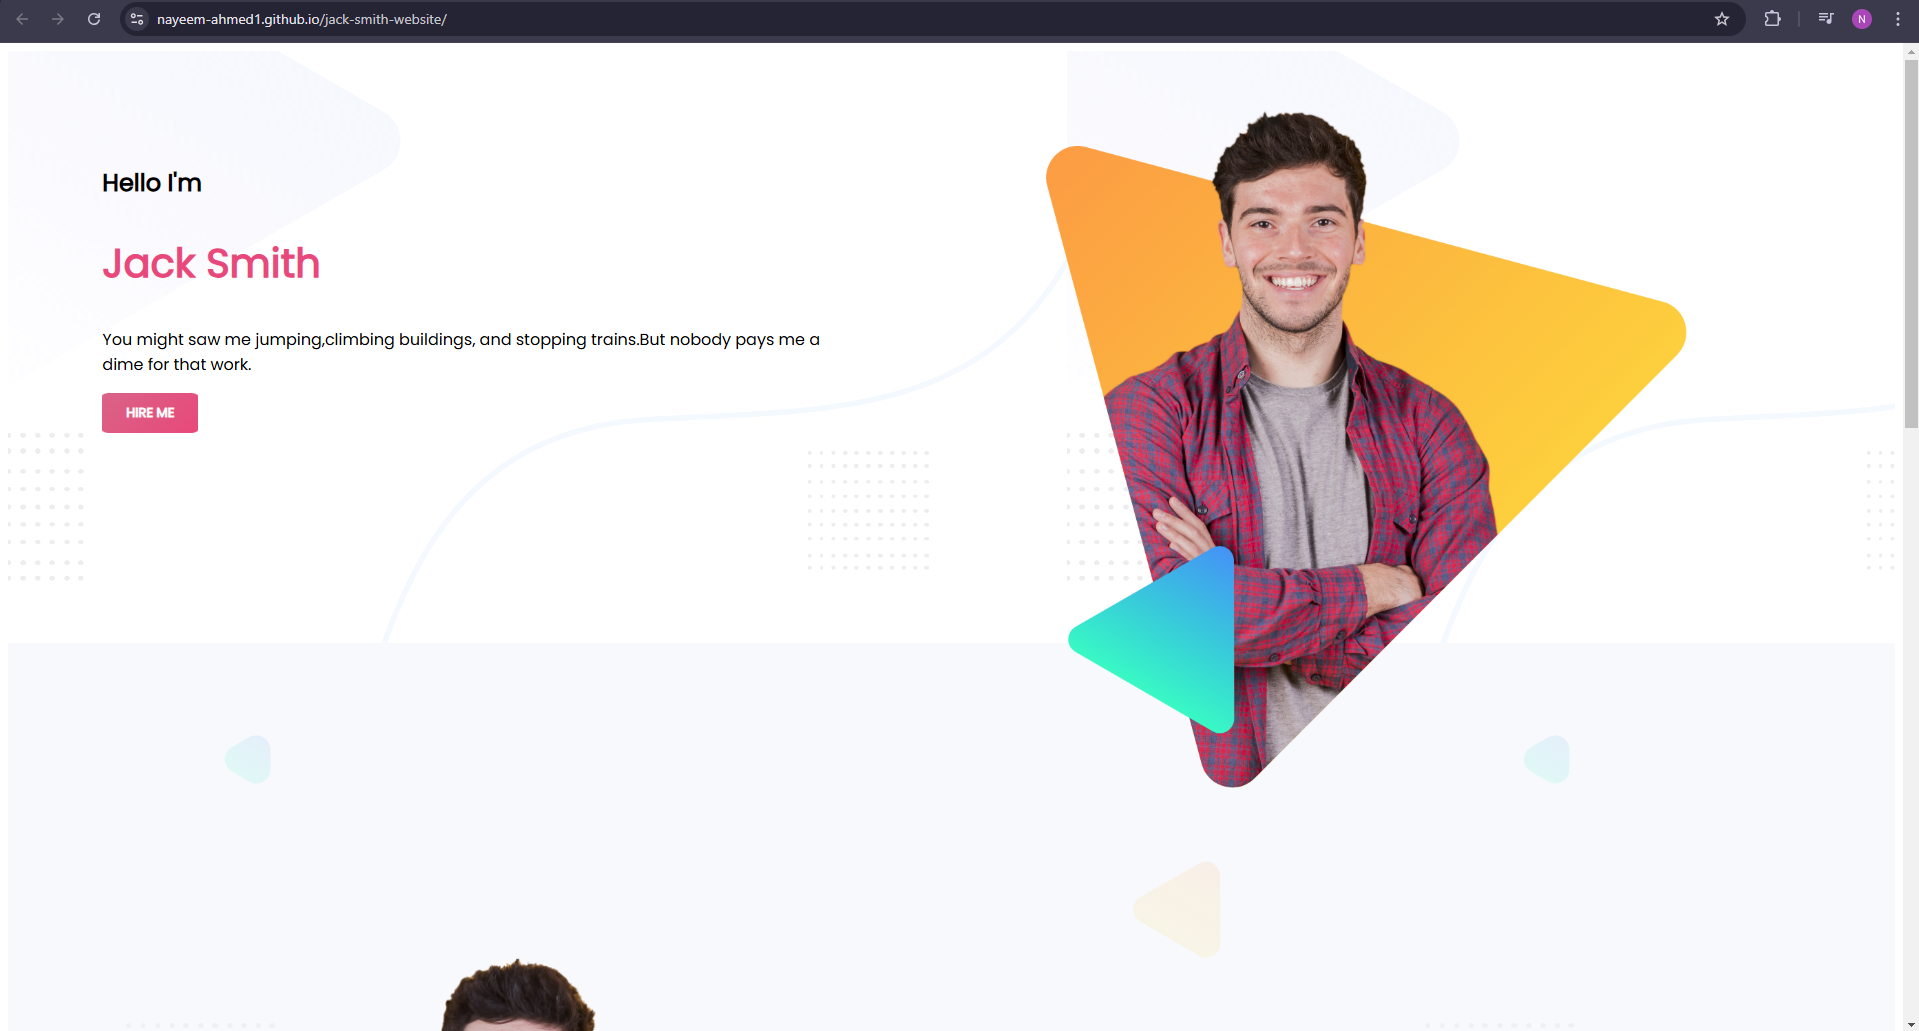 nayeem-ahmed1.github.io/jack-smith-website/
N
Hello I'm
Jack Smith
You might saw me jumping,climbing buildings, and stopping trains.But nobody pays me a
dime for that work.
HIRE ME